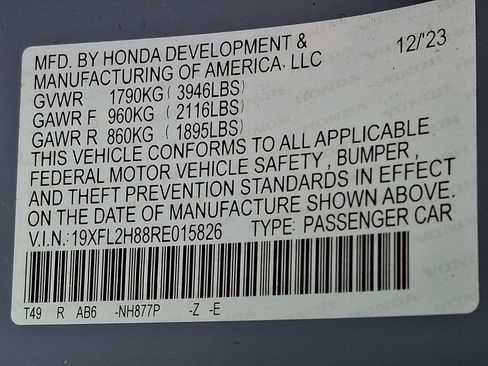 MFD. BY HONDA DEVELOPMENT & 12/'23
MANUFACTURING OF AMERICA, LLC
GVWR 1790KG ( 3946LBS)
GAWR F 960KG ( 2116LBS)
GAWR R 860KG ( 1895LBS)
THIS VEHICLE CONFORMS TO ALL APPLICABLE
FEDERAL MOTOR VEHICLE SAFETY , BUMPER ,
AND THEFT PREVENTION STANDARDS IN EFFECT
ON THE DATE OF MANUFACTURE SHOWN ABOVE.
V.I.N.: 19XFL2H88RE015826 TYPE: PASSENGER CAR
T49 R AB6 -NH877P -Z -E